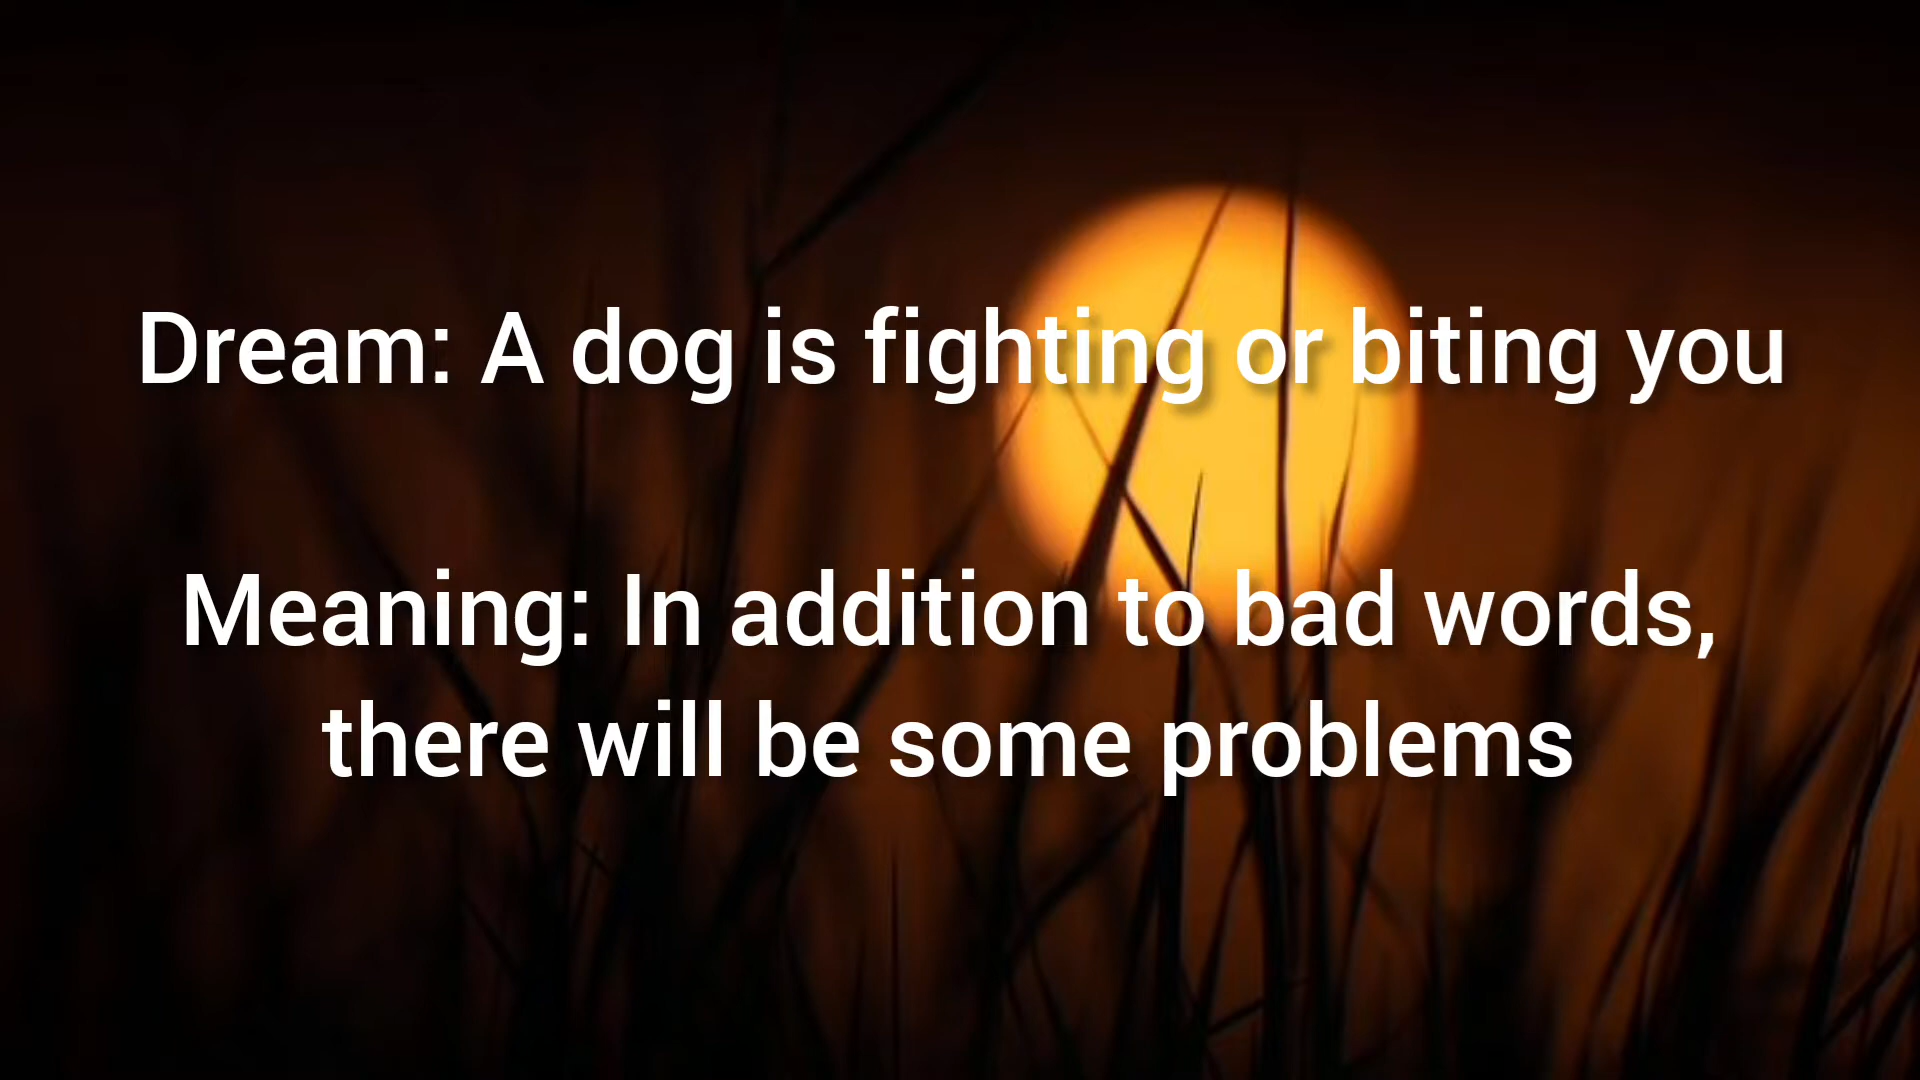 Dream: A dog is fighting or biting you
Meaning: In addition to bad words,
there will be some problems